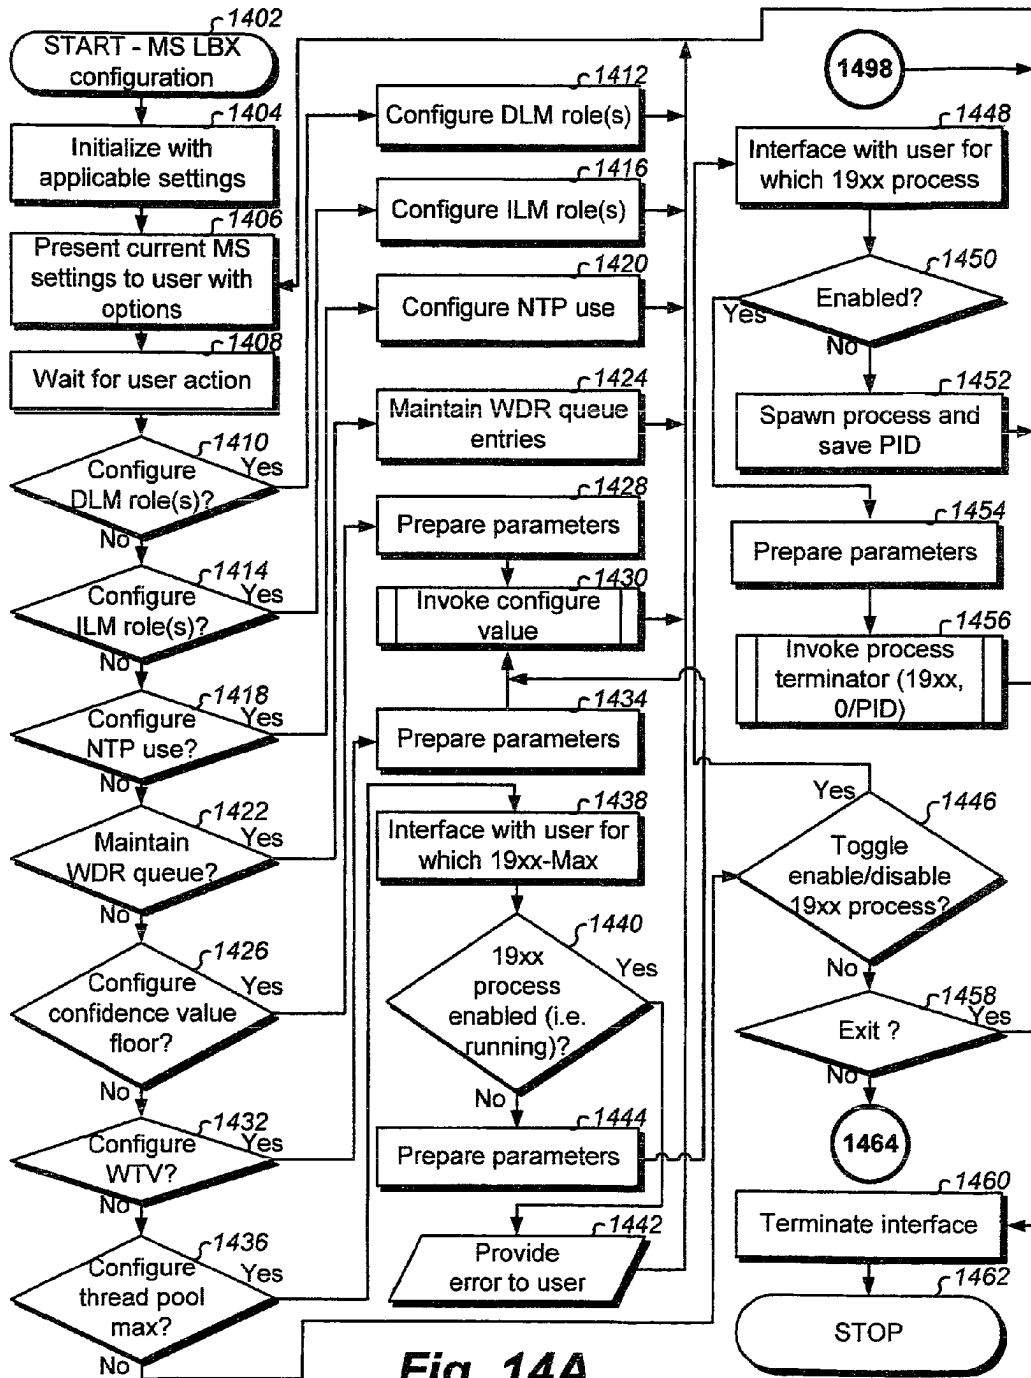 1402
START - MS LBX
configuration
1404
Initialize with
applicable settings
1406
Present current MS
settings to user with
options
1408
Wait for user action
1410
Configure
DLM role(s)?
Yes
No
1414
Configure
ILM role(s)?
Yes
No
1418
Configure
NTP use?
Yes
No
1422
Maintain
WDR queue?
Yes
No
1426
Configure
confidence value
floor?
Yes
No
1432
Configure
WTV?
Yes
No
1436
Configure
thread pool
max?
Yes
No
1412
Configure DLM role(s)
1416
Configure ILM role(s)
1420
Configure NTP use
1424
Maintain WDR queue
entries
1428
Prepare parameters
1430
Invoke configure
value
1434
Prepare parameters
1438
Interface with user for
which 19xx-Max
1440
19xx
process
enabled (i.e.
running)?
Yes
No
1444
Prepare parameters
1442
Provide
error to user
1498
1448
Interface with user for
which 19xx process
1450
Enabled?
Yes
No
1452
Spawn process and
save PID
1454
Prepare parameters
1456
Invoke process
terminator (19xx,
0/PID)
Yes
1446
Toggle
enable/disable
19xx process?
No
1458
Exit ?
Yes
No
1464
1460
Terminate interface
1462
STOP
Fig. 14A